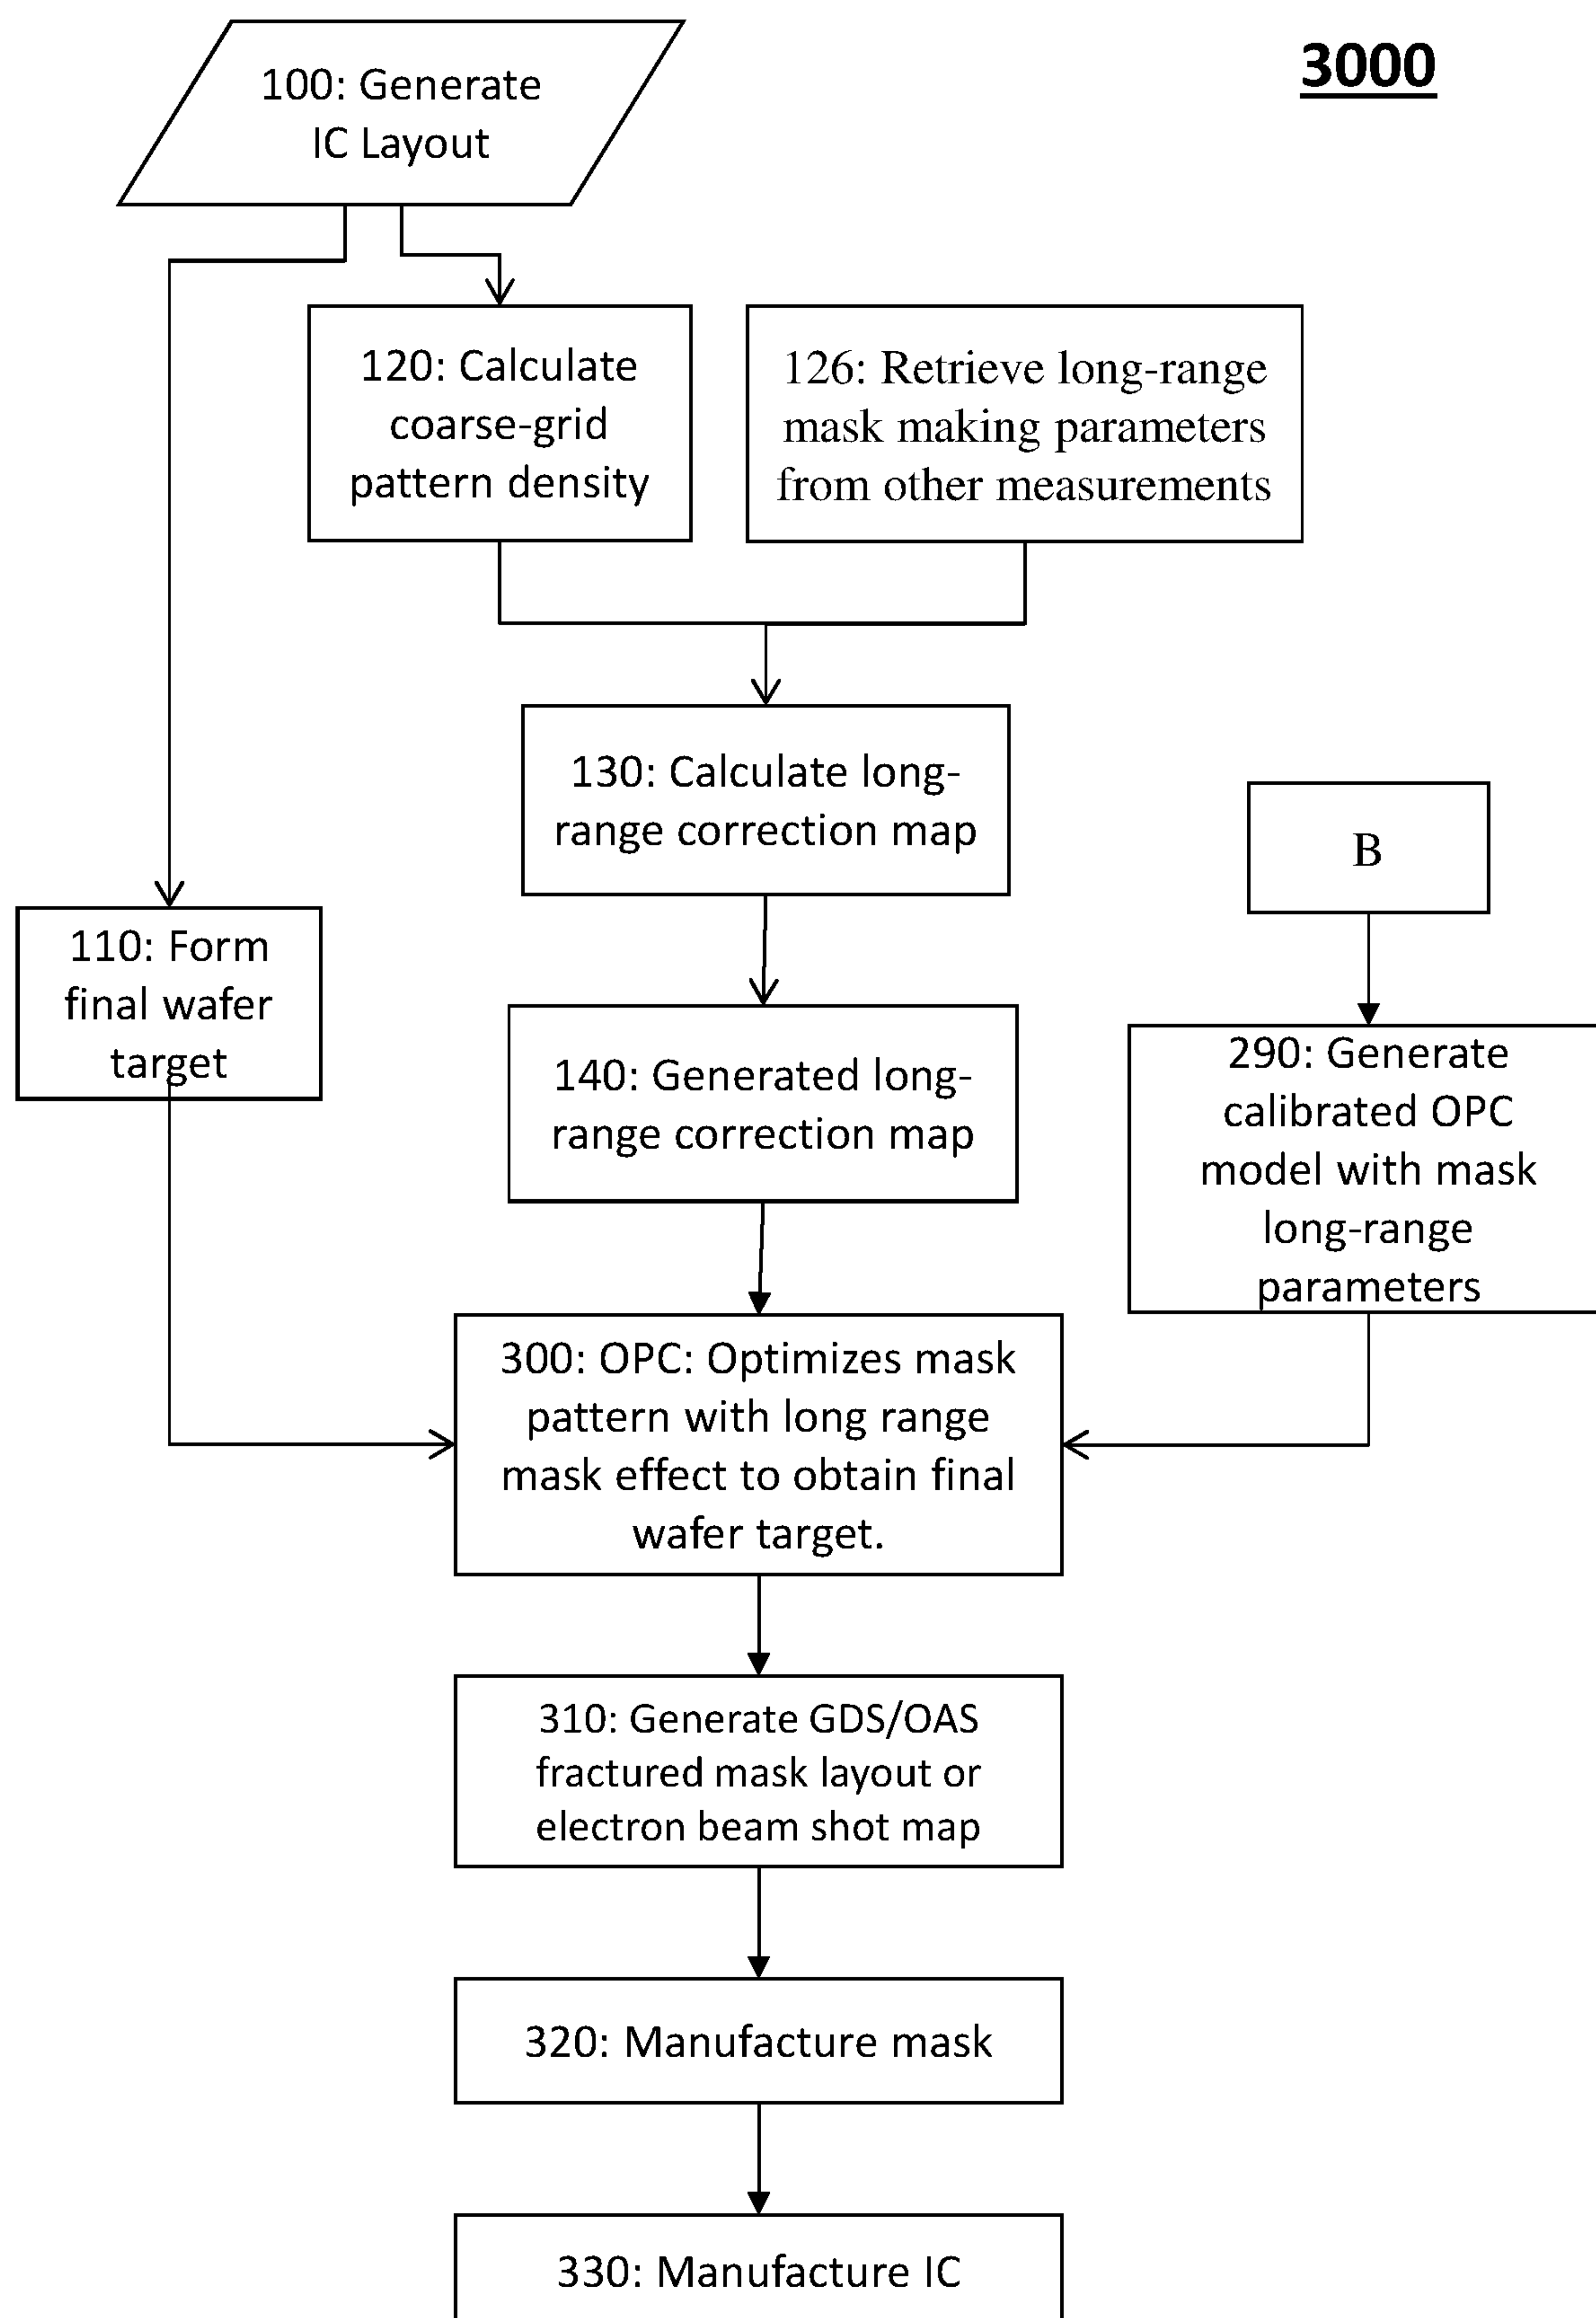 3000
100: Generate
IC Layout
120: Calculate
coarse-grid
pattern density
126: Retrieve long-range
mask making parameters
from other measurements
130: Calculate long-
range correction map
B
110: Form
final wafer
target
140: Generated long-
range correction map
290: Generate
calibrated OPC
model with mask
long-range
parameters
300: OPC: Optimizes mask
pattern with long range
mask effect to obtain final
wafer target.
310: Generate GDS/OAS
fractured mask layout or
electron beam shot map
320: Manufacture mask
330: Manufacture IC